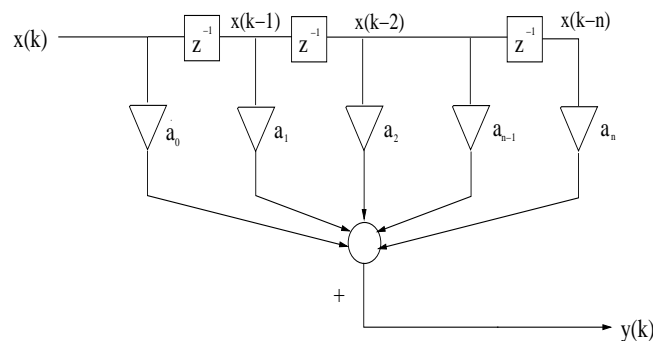 x(k) z⁻¹ x(k−1) z⁻¹ x(k−2) z⁻¹ x(k−n)
a₀ a₁ a₂ aₙ₋₁ aₙ
+
y(k)